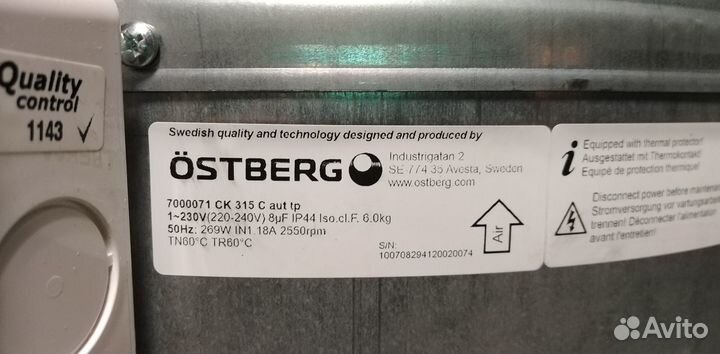 Quality
control
1143 ✓
Swedish quality and technology designed and produced by
ÖSTBERG
Industrigatan 2
SE-774 35 Avesta, Sweden
www.ostberg.com
7000071 CK 315 C aut tp
1~230V(220-240V) 8µF IP44 Iso.cl.F. 6.0kg
50Hz: 269W IN1.18A 2550rpm
TN60°C TR60°C
Air
S/N:
100708294120020074
i
Equipped with thermal protector!
Ausgestattet mit Thermokontakt!
Equipé de protection thermique!
Disconnect power before maintenan
Stromversorgung vor wartungsarbeit
trennen! Déconnecter l'alimentation
avant l'entretien!
Avito